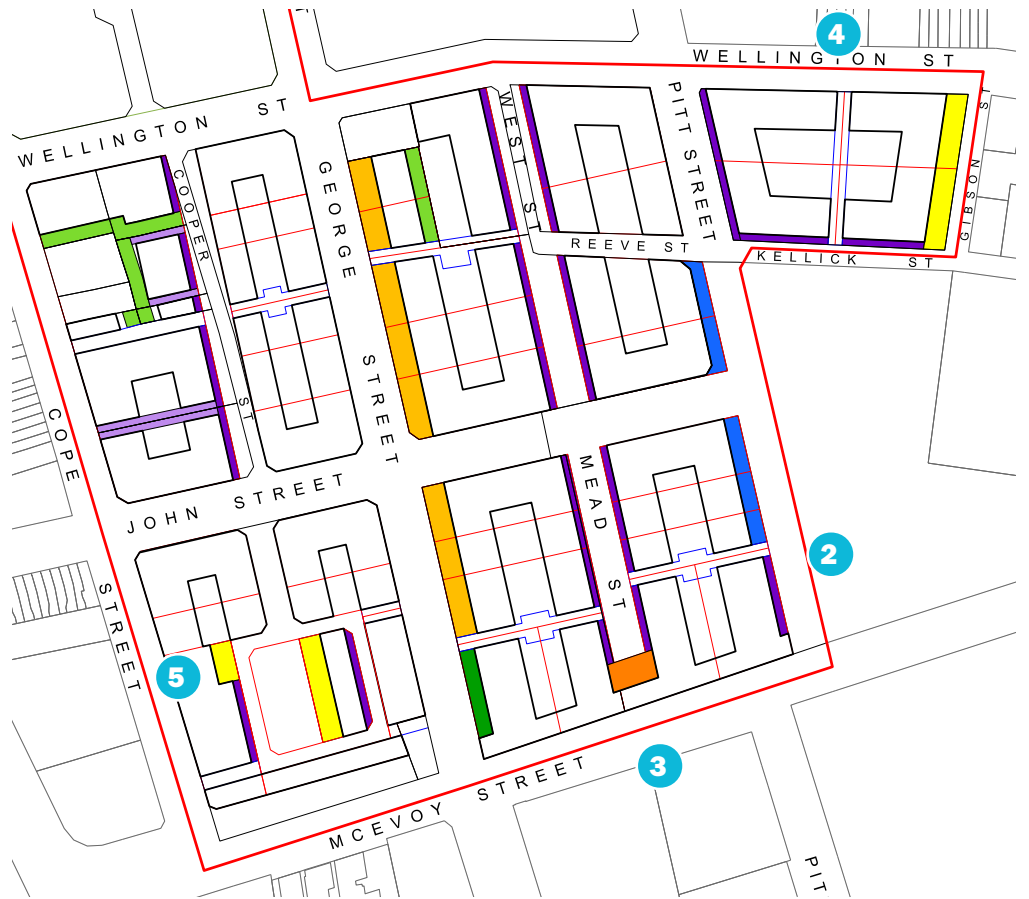 4
WELLINGTON ST
WELLINGTON ST
WEST ST
PITT STREET
GIBSON ST
COOPER ST
GEORGE STREET
REEVE ST
KELLICK ST
COPE STREET
JOHN STREET
MEAD ST
2
5
3
MCEVOY STREET
PIT